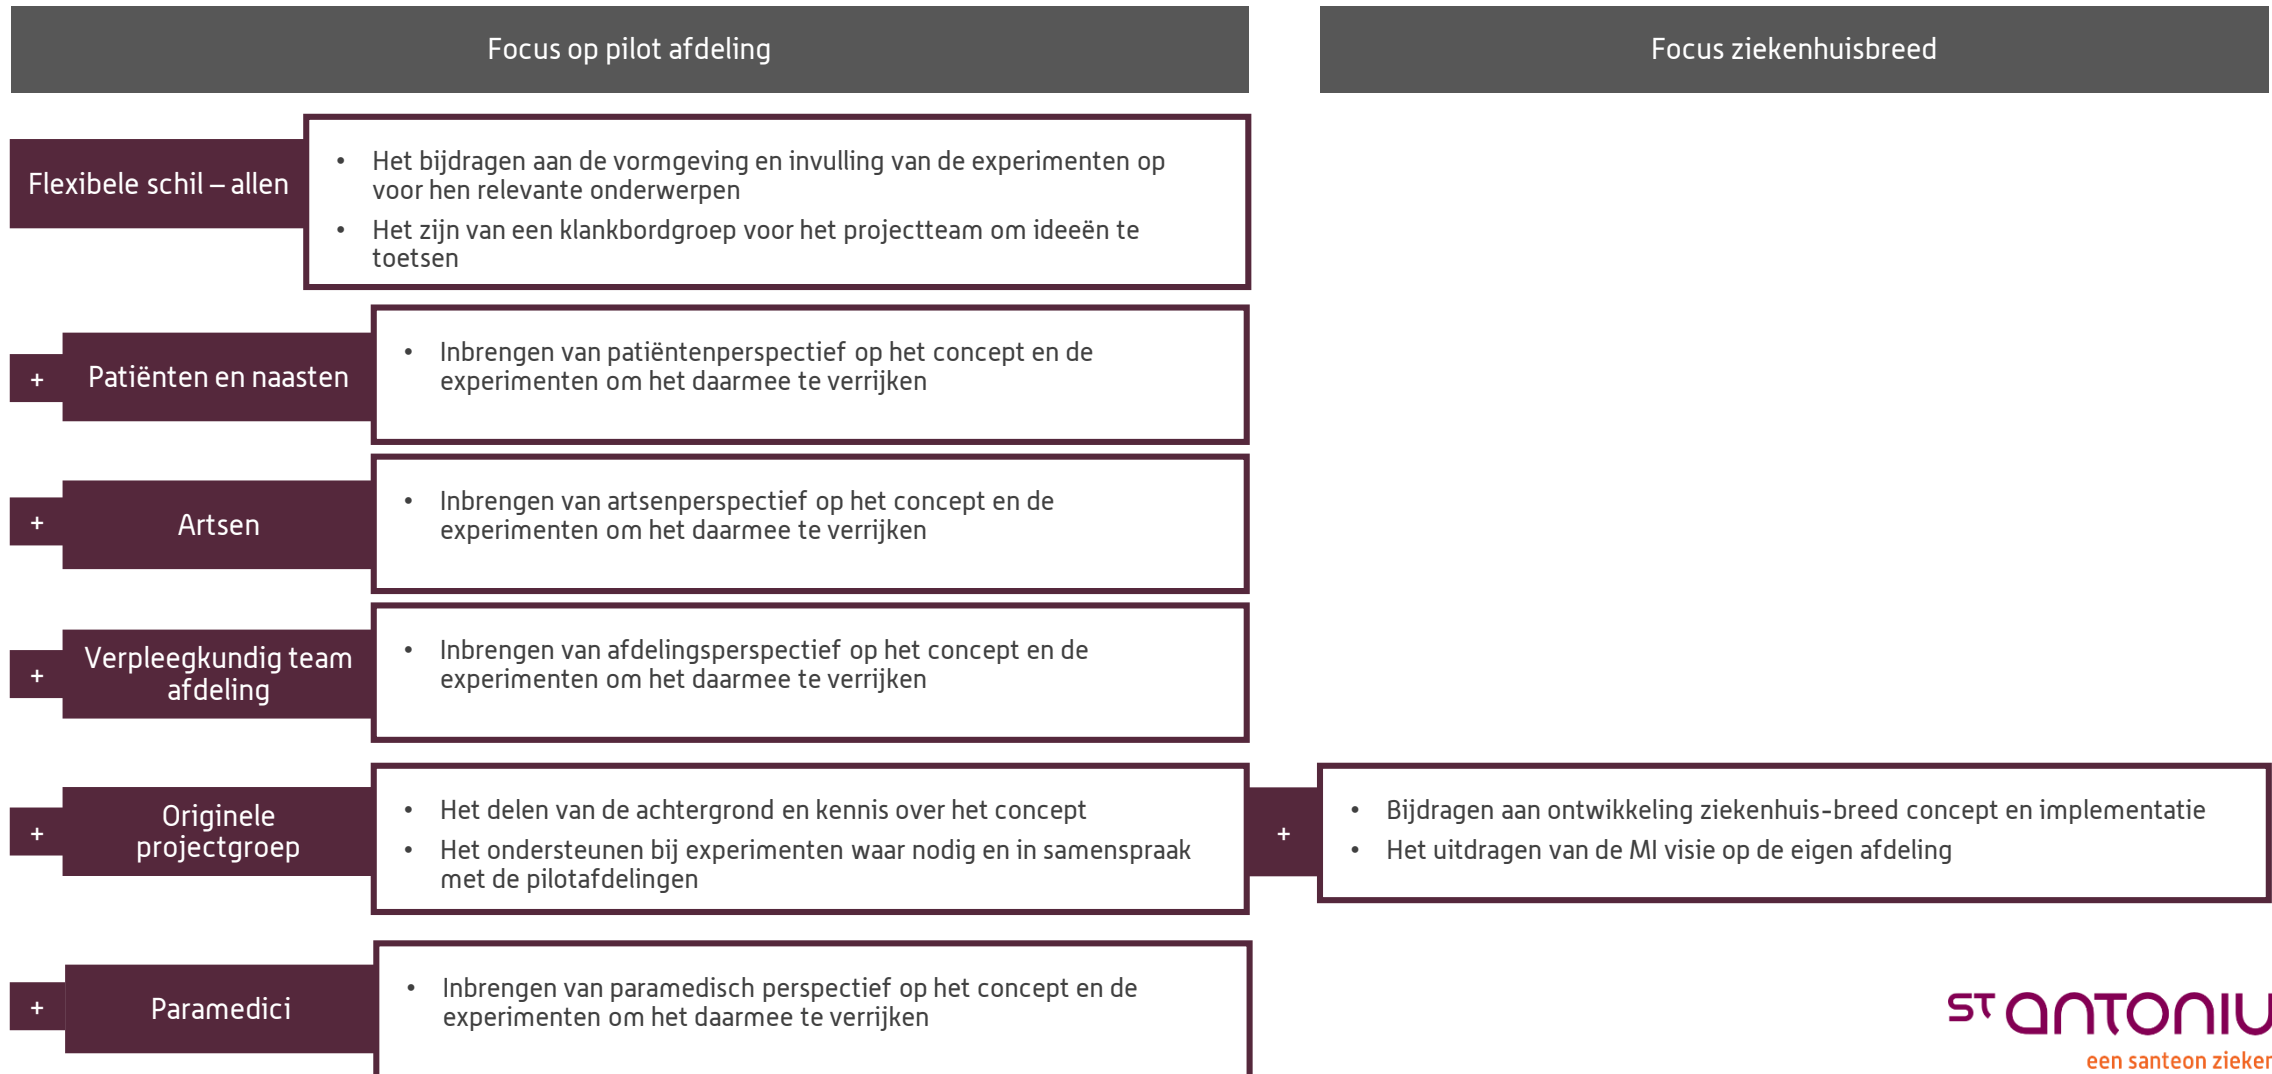 Focus op pilot afdeling
Focus ziekenhuisbreed
Flexibele schil – allen
• Het bijdragen aan de vormgeving en invulling van de experimenten op
voor hen relevante onderwerpen
• Het zijn van een klankbordgroep voor het projectteam om ideeën te
toetsen
+
Patiënten en naasten
• Inbrengen van patiëntenperspectief op het concept en de
experimenten om het daarmee te verrijken
+
Artsen
• Inbrengen van artsenperspectief op het concept en de
experimenten om het daarmee te verrijken
+
Verpleegkundig team
afdeling
• Inbrengen van afdelingsperspectief op het concept en de
experimenten om het daarmee te verrijken
+
Originele
projectgroep
• Het delen van de achtergrond en kennis over het concept
• Het ondersteunen bij experimenten waar nodig en in samenspraak
met de pilotafdelingen
+
• Bijdragen aan ontwikkeling ziekenhuis-breed concept en implementatie
• Het uitdragen van de MI visie op de eigen afdeling
+
Paramedici
• Inbrengen van paramedisch perspectief op het concept en de
experimenten om het daarmee te verrijken
ST antoniu
een santeon zieken